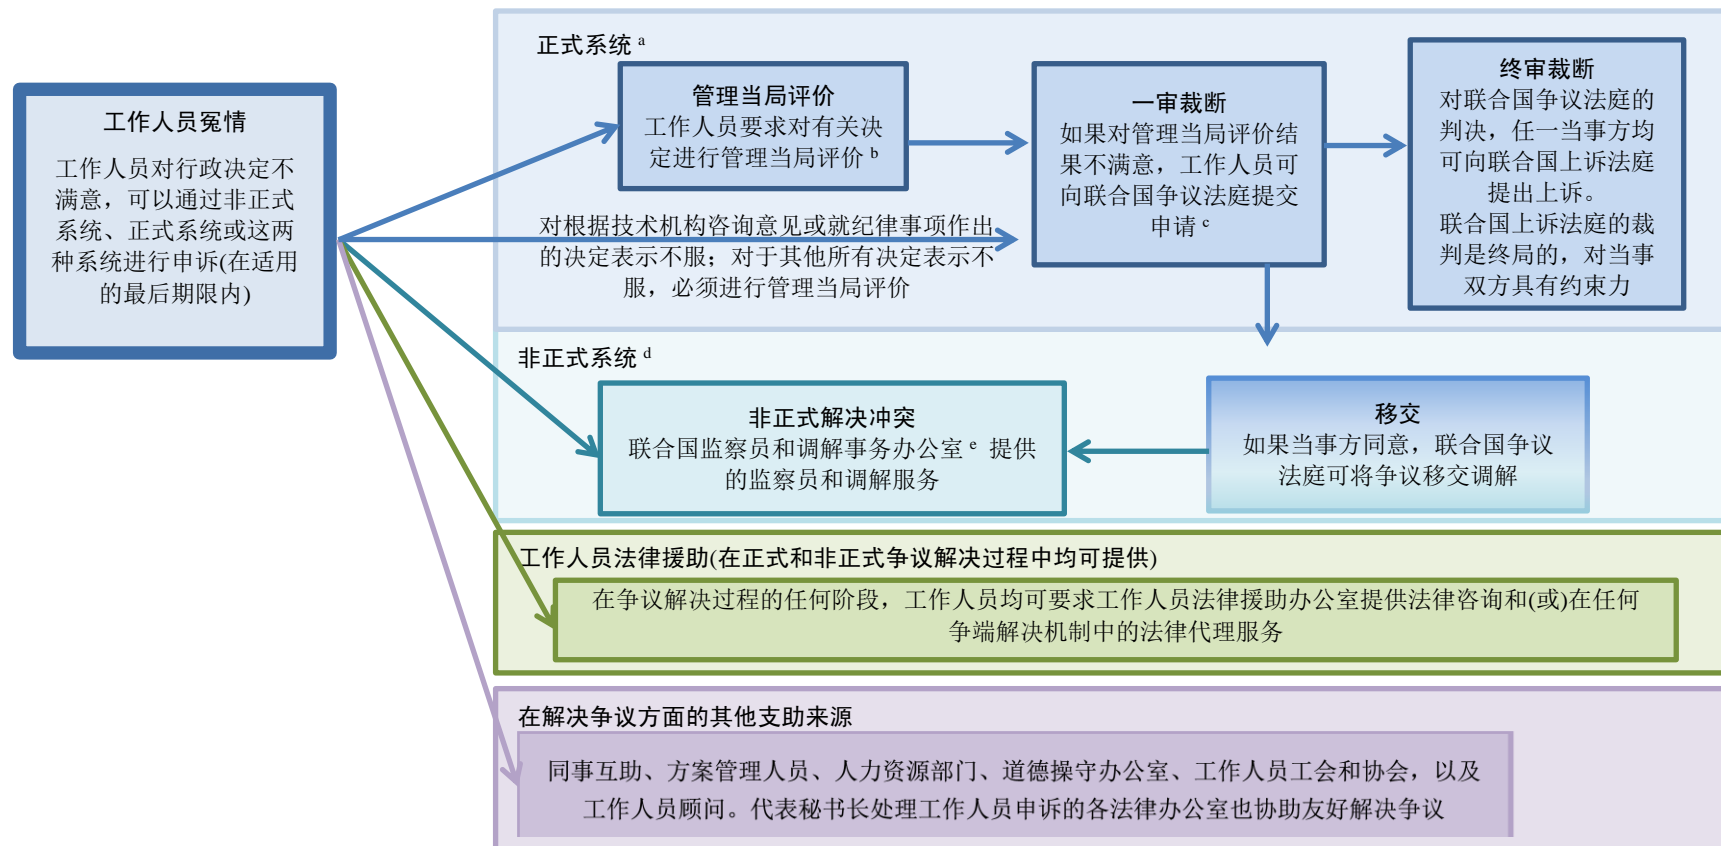 工作人员冤情
工作人员对行政决定不
满意，可以通过非正式
系统、正式系统或这两
种系统进行申诉(在适用
的最后期限内)
正式系统 a
管理当局评价
工作人员要求对有关决
定进行管理当局评价 b
对根据技术机构咨询意见或就纪律事项作出
的决定表示不服；对于其他所有决定表示不
服，必须进行管理当局评价
一审裁断
如果对管理当局评价结
果不满意，工作人员可
向联合国争议法庭提交
申请 c
终审裁断
对联合国争议法庭的
判决，任一当事方均
可向联合国上诉法庭
提出上诉。
联合国上诉法庭的裁
判是终局的，对当事
双方具有约束力
非正式系统 d
非正式解决冲突
联合国监察员和调解事务办公室 e 提供
的监察员和调解服务
移交
如果当事方同意，联合国争议
法庭可将争议移交调解
工作人员法律援助(在正式和非正式争议解决过程中均可提供)
在争议解决过程的任何阶段，工作人员均可要求工作人员法律援助办公室提供法律咨询和(或)在任何
争端解决机制中的法律代理服务
在解决争议方面的其他支助来源
同事互助、方案管理人员、人力资源部门、道德操守办公室、工作人员工会和协会，以及
工作人员顾问。代表秘书长处理工作人员申诉的各法律办公室也协助友好解决争议